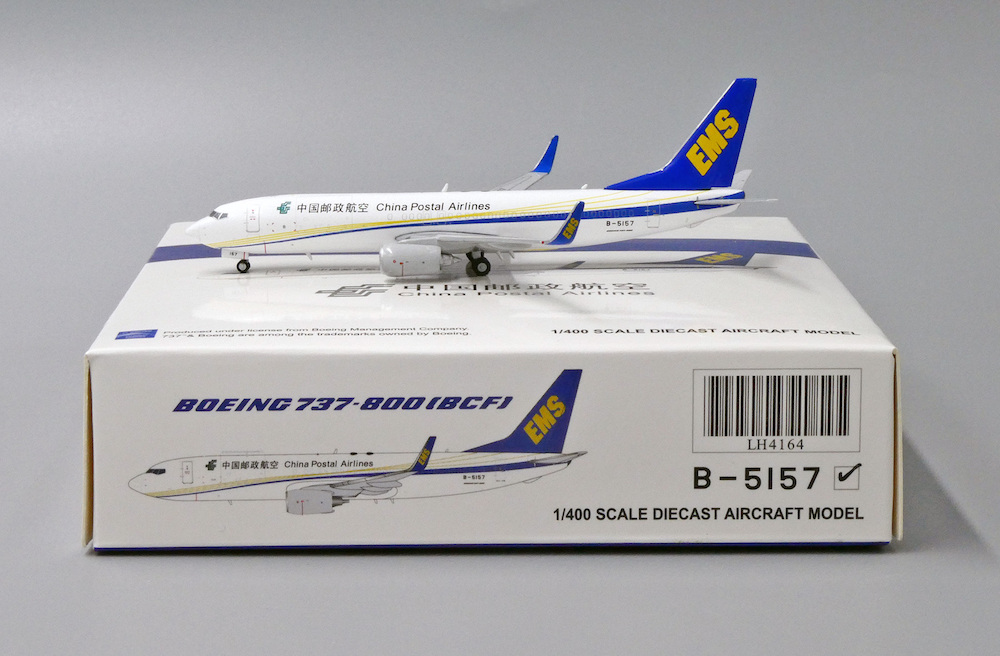 EMS
中国邮政航空 China Postal Airlines
B-5157
EMS
中国邮政航空
China Postal Airlines
Produced under license from Boeing Management Company.
737 & Boeing are among the trademarks owned by Boeing.
1/400 SCALE DIECAST AIRCRAFT MODEL
BOEING 737-800(BCF)
EMS
EMS
中国邮政航空 China Postal Airlines
B-5157
LH4164
B-5157
1/400 SCALE DIECAST AIRCRAFT MODEL